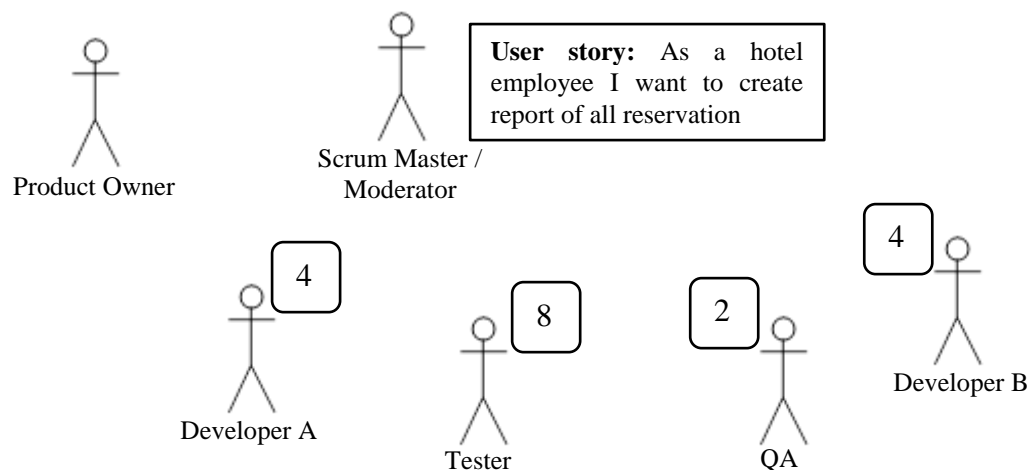 User story: As a hotel
employee I want to create
report of all reservation
Product Owner
Scrum Master /
Moderator
4
4
8
2
Developer A
Tester
QA
Developer B